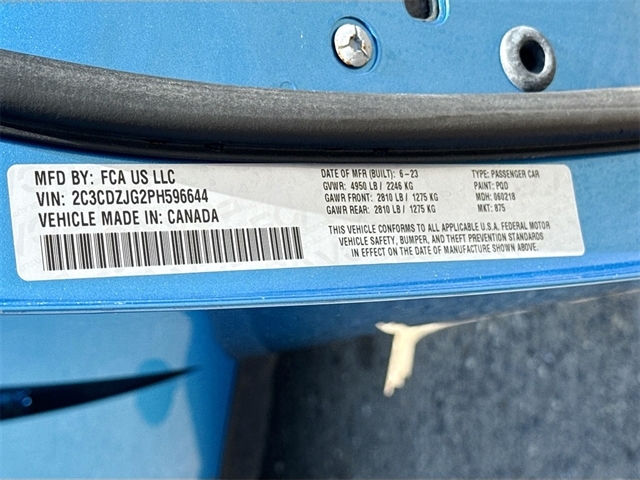 MFD BY: FCA US LLC
VIN: 2C3CDZJG2PH596644
VEHICLE MADE IN: CANADA
DATE OF MFR (BUILT): 6-23
GVWR: 4950 LB / 2246 KG
GAWR FRONT: 2810 LB / 1275 KG
GAWR REAR: 2810 LB / 1275 KG
TYPE: PASSENGER CAR
PAINT: PQD
MDH: 060218
MKT: 875
THIS VEHICLE CONFORMS TO ALL APPLICABLE U.S.A. FEDERAL MOTOR
VEHICLE SAFETY, BUMPER, AND THEFT PREVENTION STANDARDS
IN EFFECT ON THE DATE OF MANUFACTURE SHOWN ABOVE.